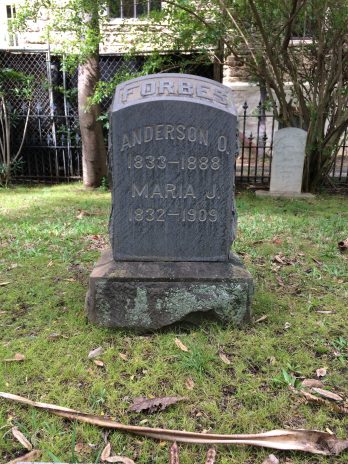 FORBES
ANDERSON O.
1833–1888
MARIA J.
1832–1909